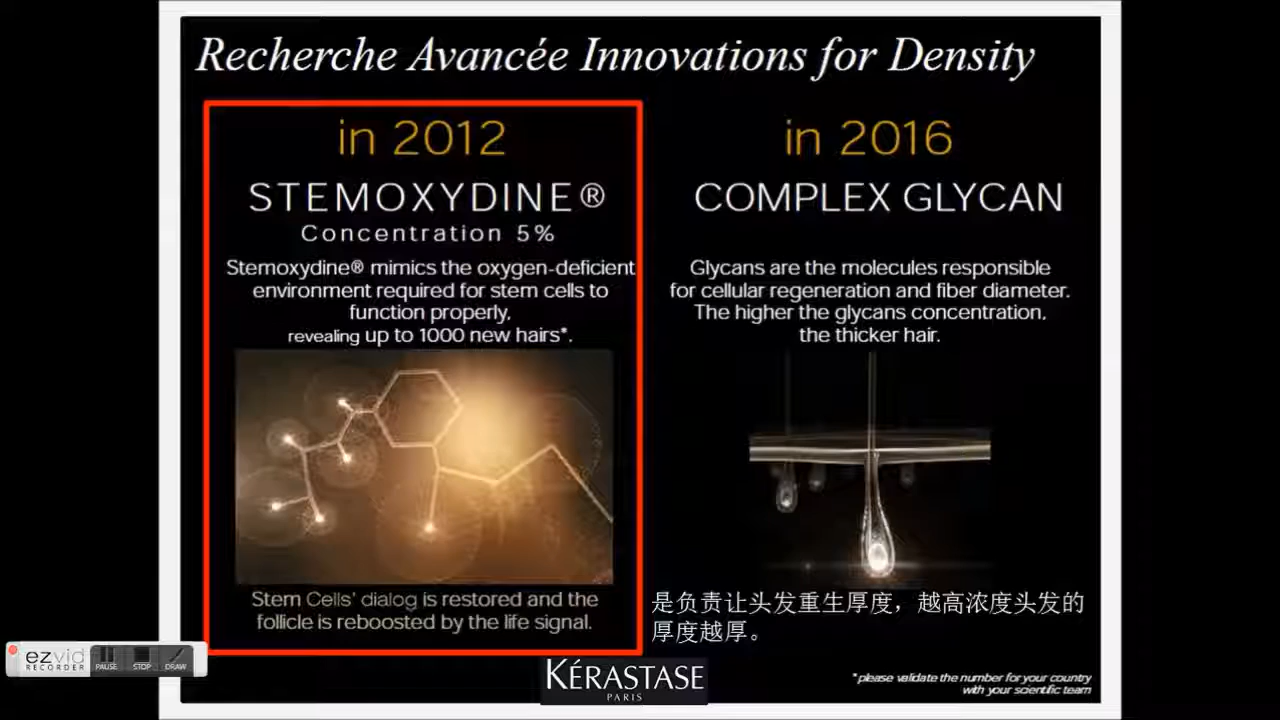 Recherche Avancée Innovations for Density
in 2012
STEMOXYDINE®
Concentration 5%
Stemoxydine® mimics the oxygen-deficient
environment required for stem cells to
function properly,
revealing up to 1000 new hairs*.
Stem Cells' dialog is restored and the
follicle is reboosted by the life signal.
in 2016
COMPLEX GLYCAN
Glycans are the molecules responsible
for cellular regeneration and fiber diameter.
The higher the glycans concentration,
the thicker hair.
是负责让头发重生厚度，越高浓度头发的
厚度越厚。
KÉRASTASE
PARIS
*please validate the number for your country
with your scientific team
ezvid
RECORDER
PAUSE
STOP
DRAW